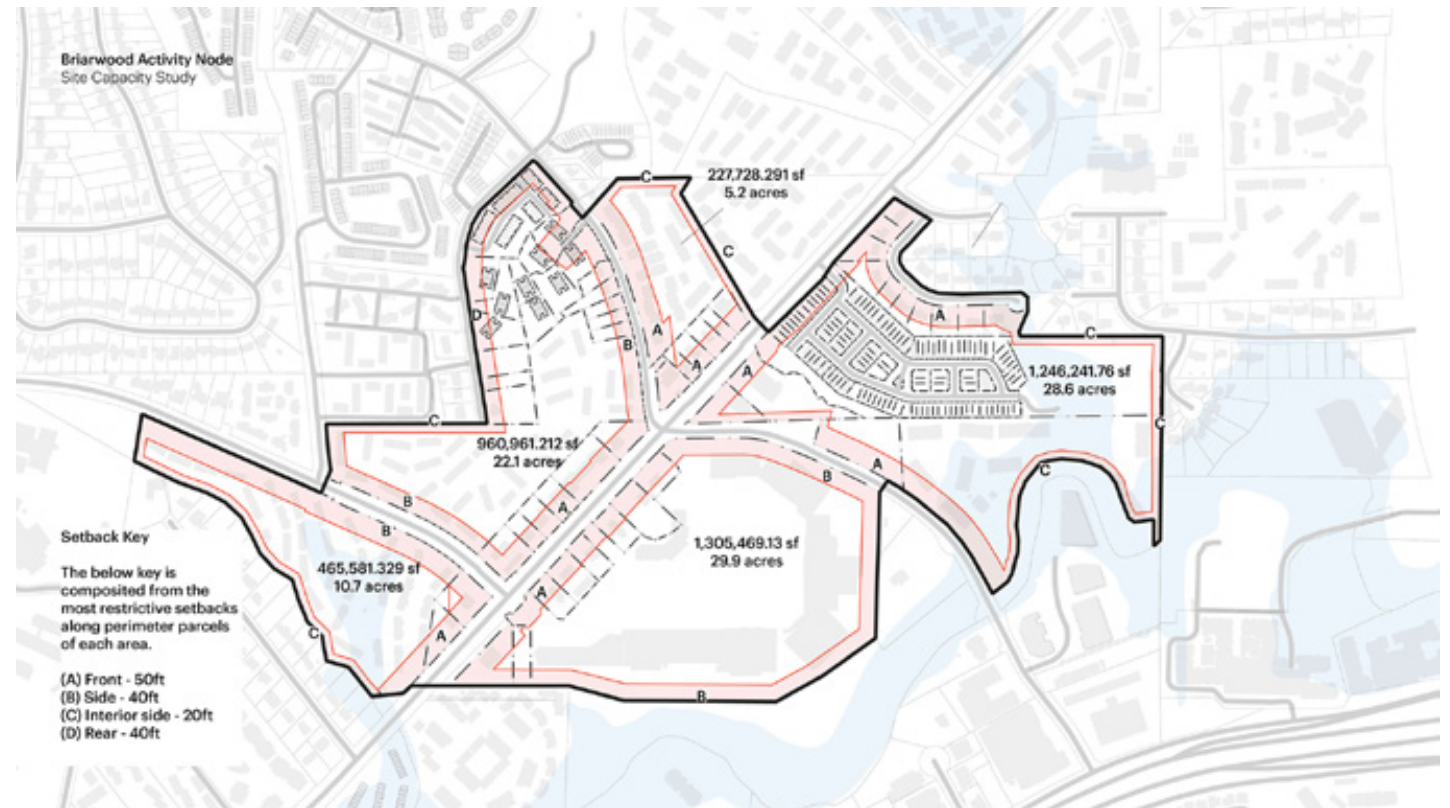 Briarwood Activity Node
Site Capacity Study
227,728.291 sf
5.2 acres
C
C
A
D
B
A
A
A
C
1,246,241.76 sf
28.6 acres
C
C
960,961.212 sf
22.1 acres
C
A
B
B
A
B
1,305,469.13 sf
29.9 acres
465,581.329 sf
10.7 acres
A
C
A
B
Setback Key
The below key is
composited from the
most restrictive setbacks
along perimeter parcels
of each area.
(A) Front - 50ft
(B) Side - 40ft
(C) Interior side - 20ft
(D) Rear - 40ft